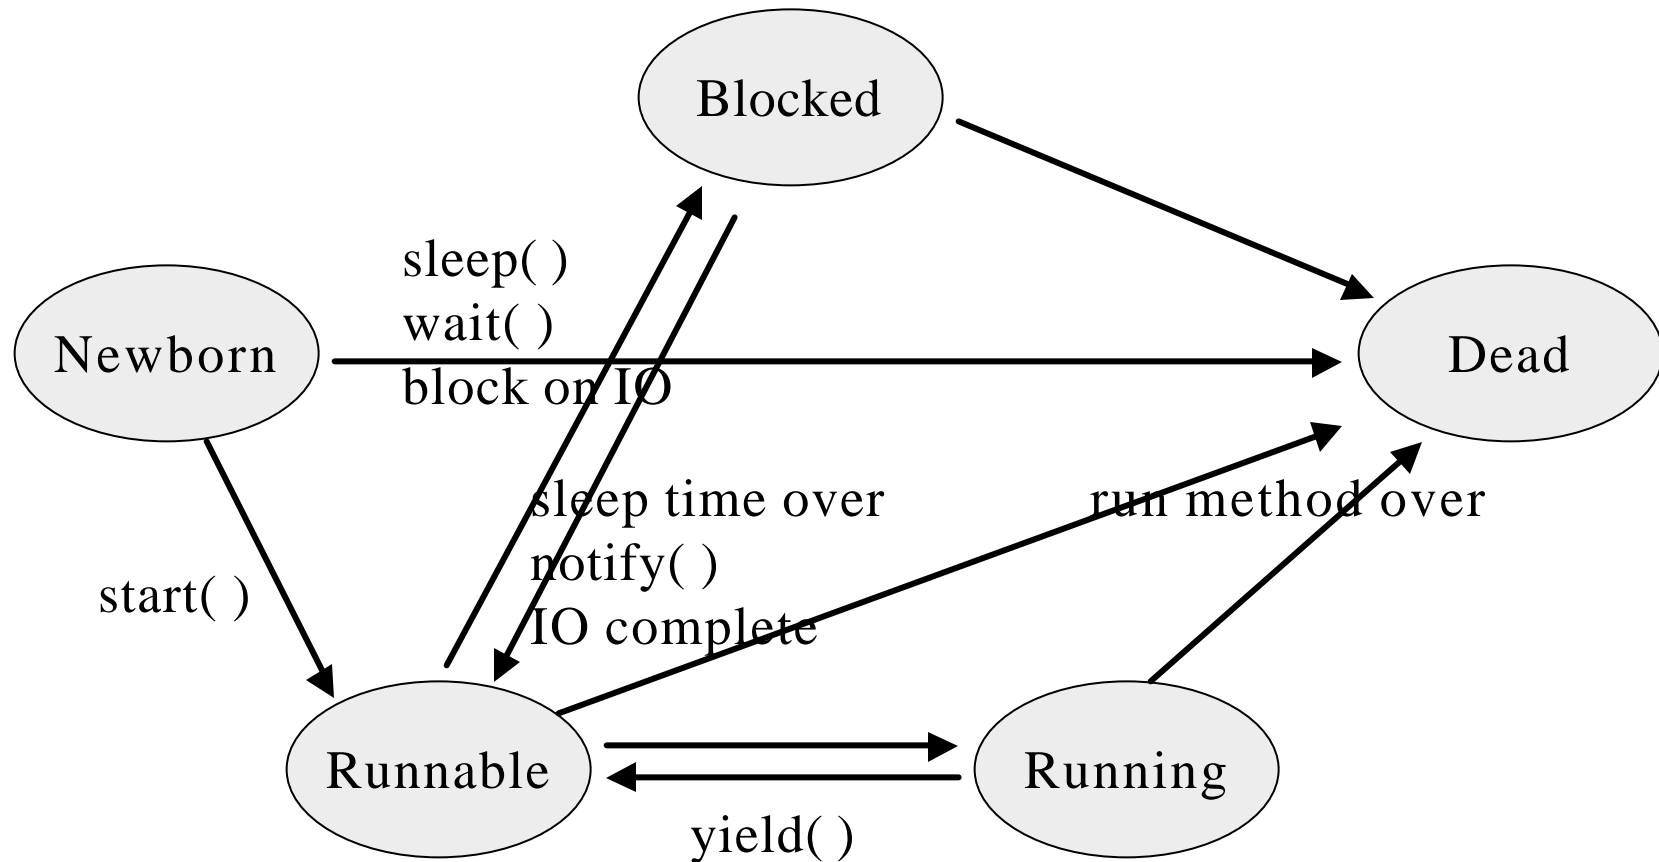 Blocked
sleep( )
wait( )
Newborn
Dead
block on IO
sleep time over
run method over
notify( )
start( )
IO complete
Runnable
Running
yield( )